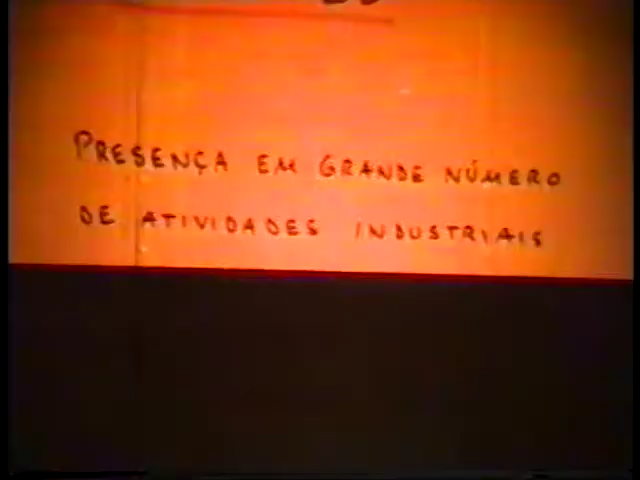 PRESENÇA EM GRANDE NÚMERO
DE ATIVIDADES INDUSTRIAIS